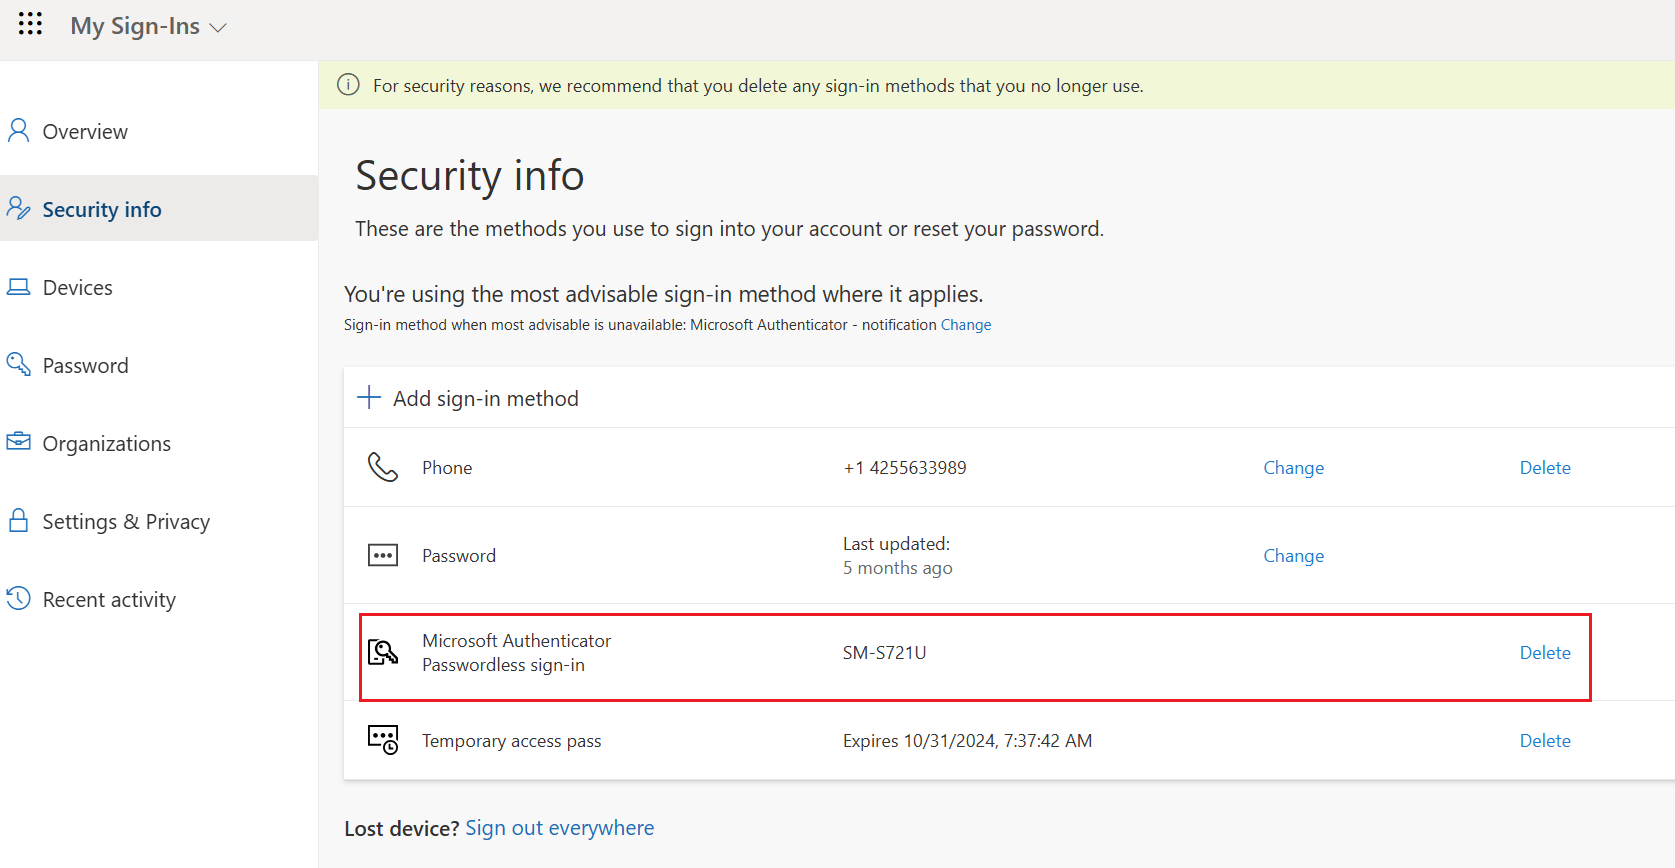 My Sign-Ins
For security reasons, we recommend that you delete any sign-in methods that you no longer use.
Overview
Security info
Devices
Password
Organizations
Settings & Privacy
Recent activity
Security info
These are the methods you use to sign into your account or reset your password.
You're using the most advisable sign-in method where it applies.
Sign-in method when most advisable is unavailable: Microsoft Authenticator - notification Change
Add sign-in method
Phone +1 4255633989 Change Delete
Password Last updated: Change
5 months ago
Microsoft Authenticator
Passwordless sign-in SM-S721U Delete
Temporary access pass Expires 10/31/2024, 7:37:42 AM Delete
Lost device? Sign out everywhere